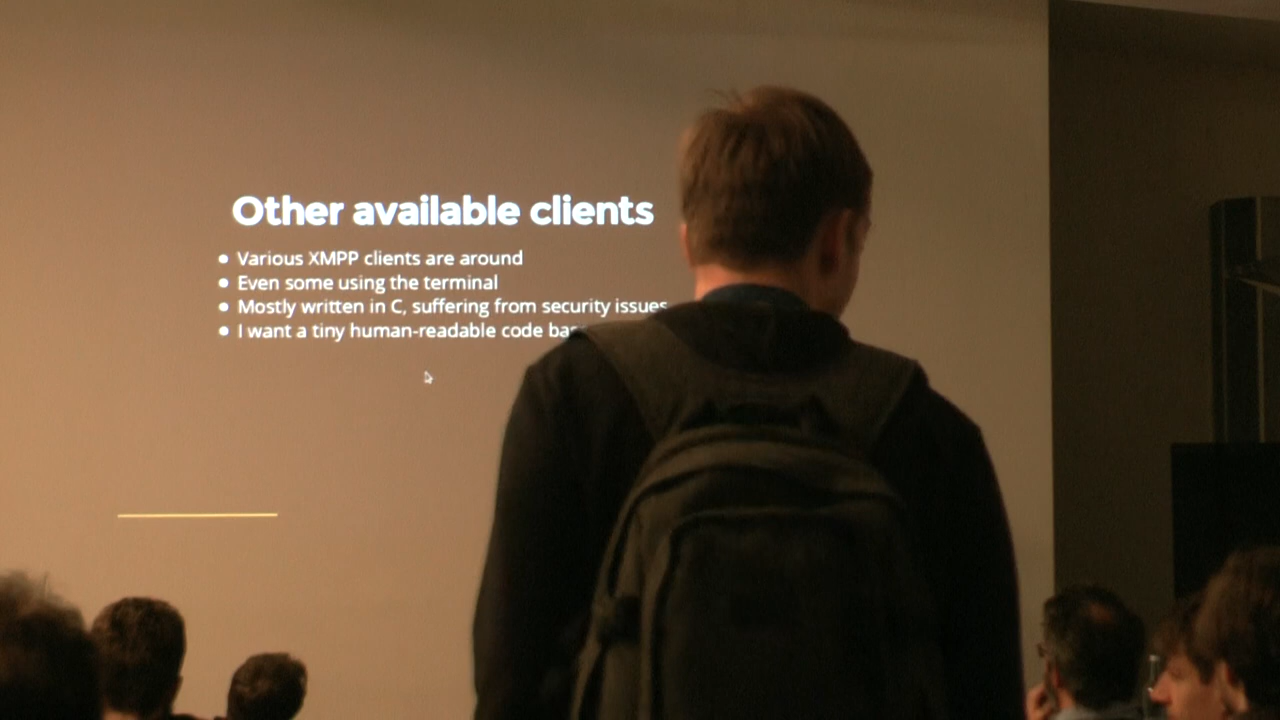 Other available clients
Various XMPP clients are around
Even some using the terminal
Mostly written in C, suffering from security issues
I want a tiny human-readable code